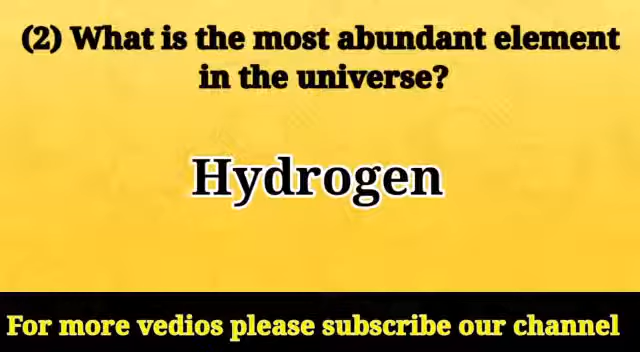 (2) What is the most abundant element
in the universe?
Hydrogen
For more vedios please subscribe our channel